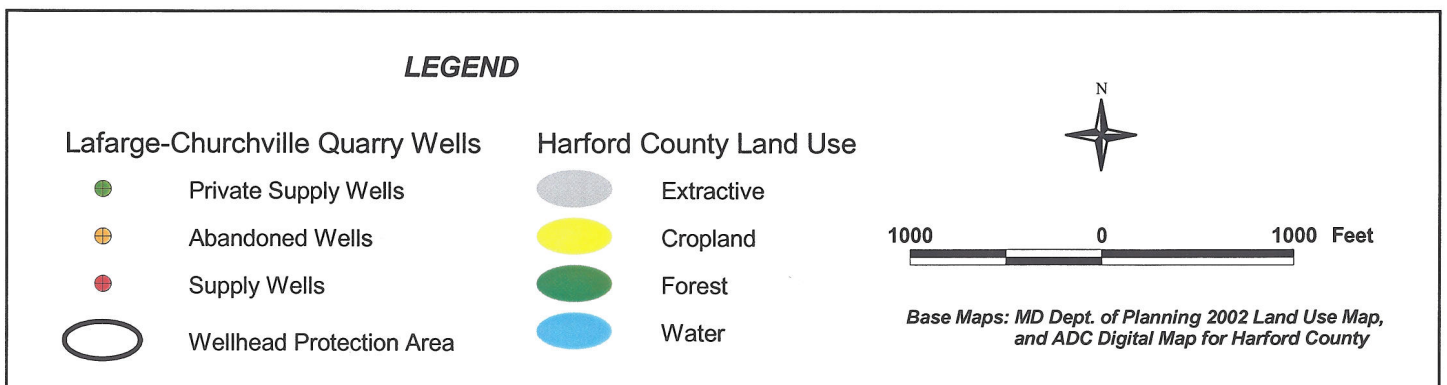 LEGEND
Lafarge-Churchville Quarry Wells
Private Supply Wells
Abandoned Wells
Supply Wells
Wellhead Protection Area
Harford County Land Use
Extractive
Cropland
Forest
Water
N
1000 0 1000 Feet
Base Maps: MD Dept. of Planning 2002 Land Use Map,
and ADC Digital Map for Harford County